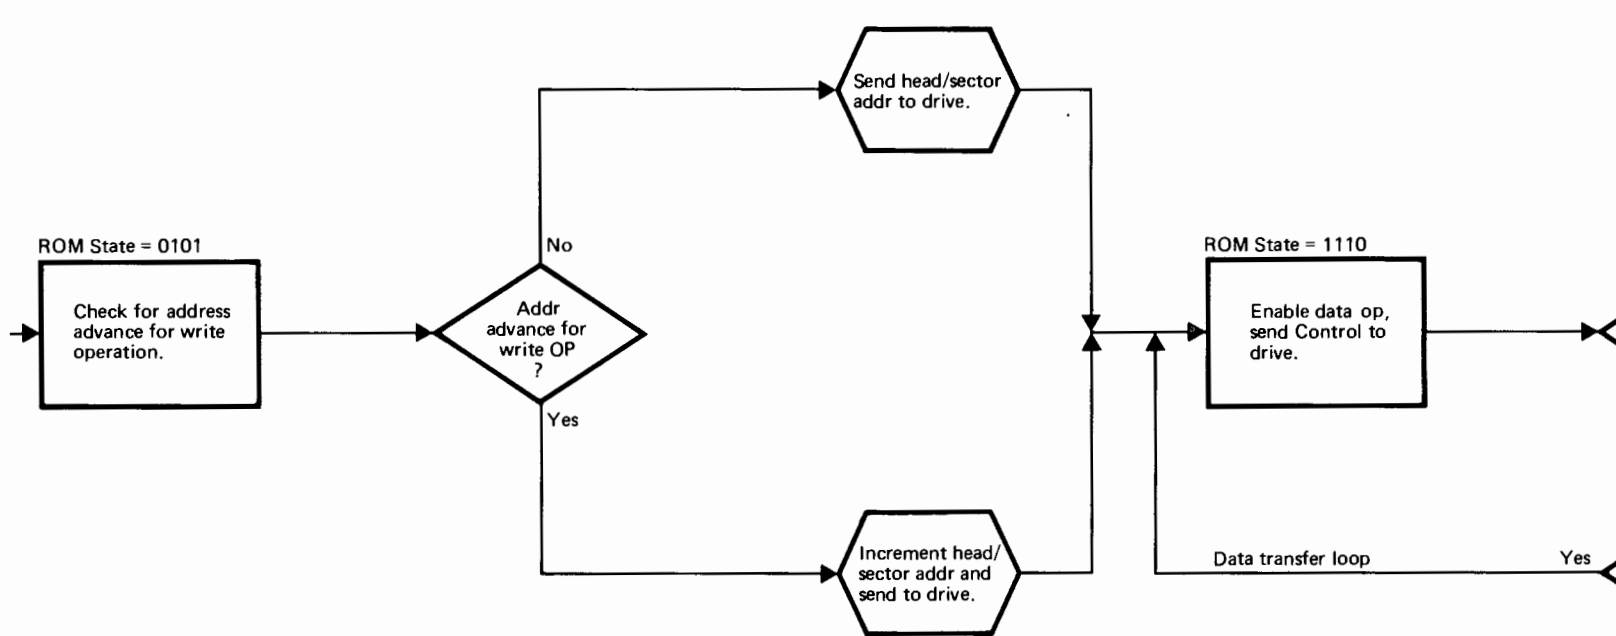 Send head/sector
addr to drive.
ROM State = 0101
Check for address
advance for write
operation.
No
Addr
advance for
write OP
?
Yes
ROM State = 1110
Enable data op,
send Control to
drive.
Increment head/
sector addr and
send to drive.
Data transfer loop
Yes